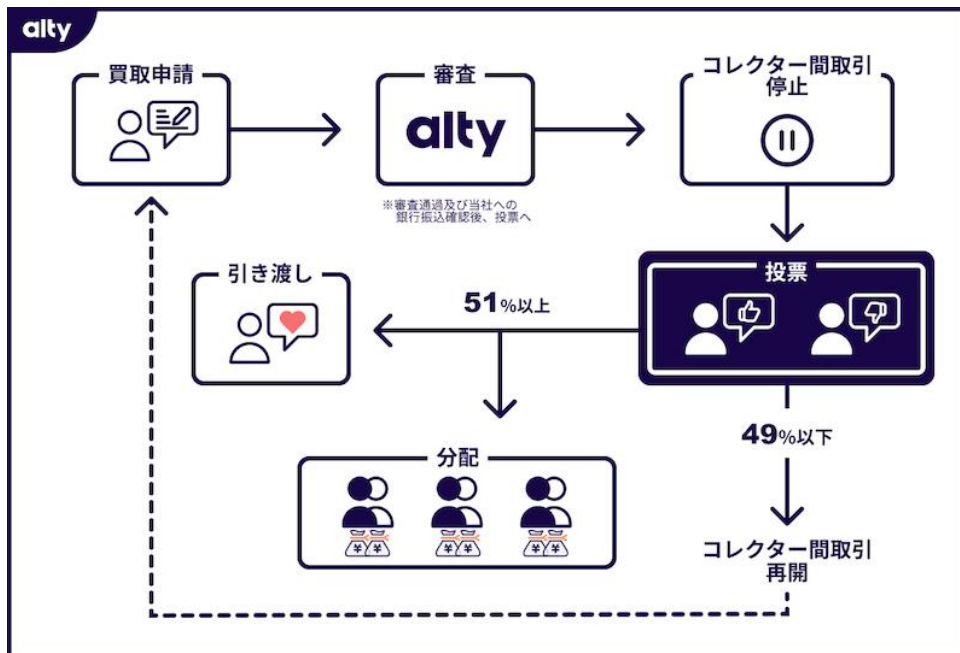 alty
買取申請
審査
alty
※審査通過及び当社への
銀行振込確認後、投票へ
コレクター間取引
停止
投票
51%以上
引き渡し
49%以下
分配
¥ ¥ ¥ ¥ ¥ ¥
コレクター間取引
再開